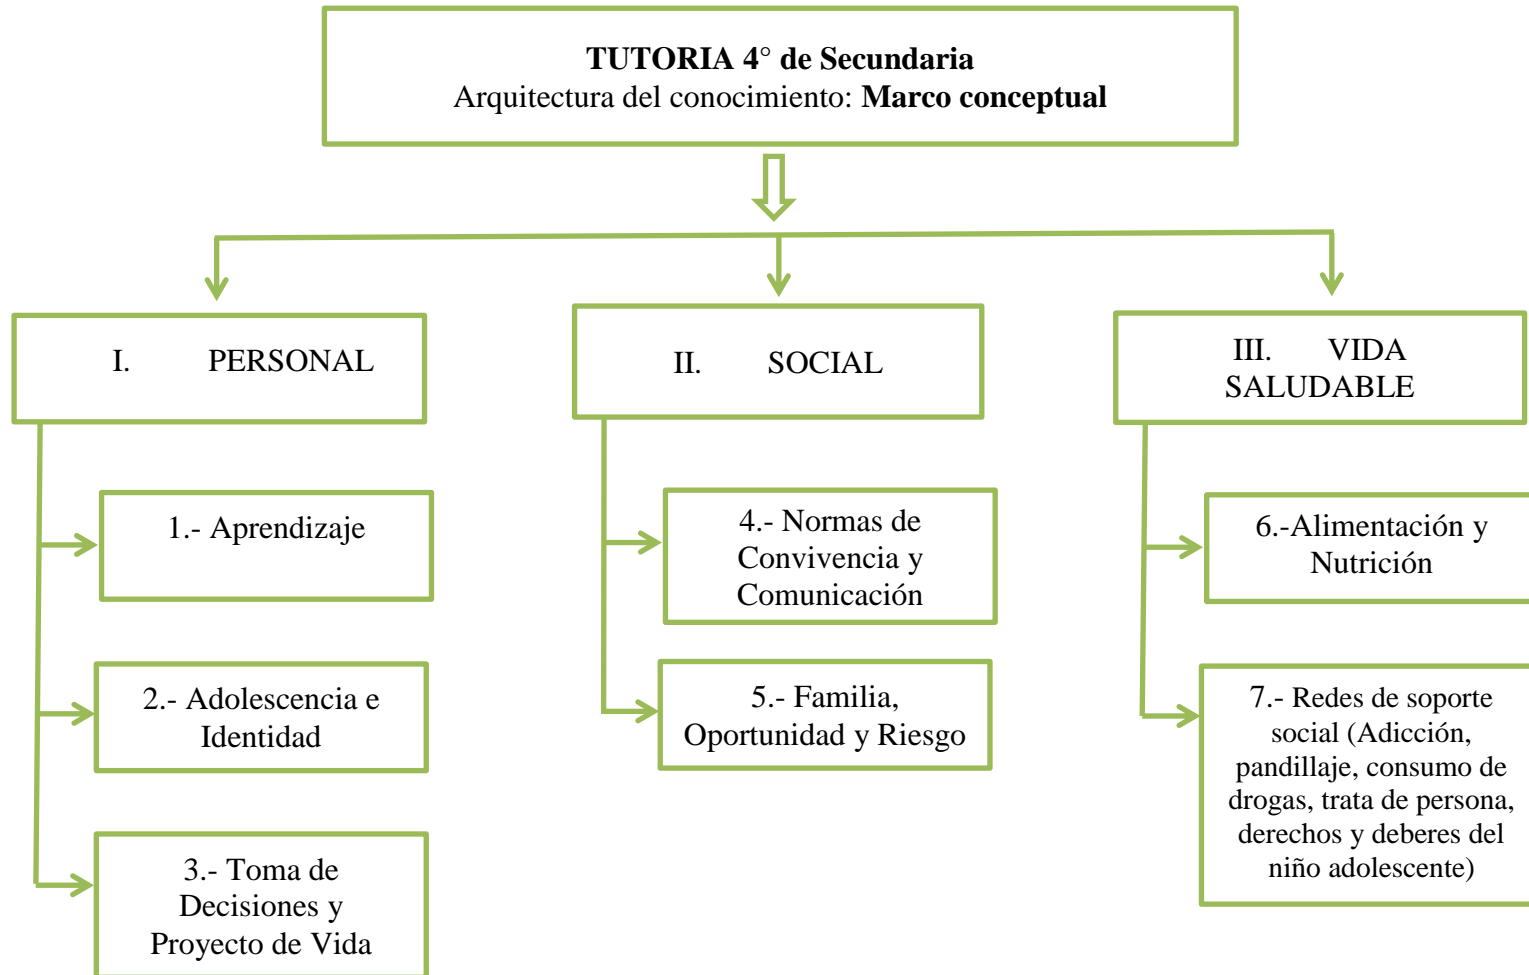 TUTORIA 4° de Secundaria
Arquitectura del conocimiento: Marco conceptual
I. PERSONAL
1.- Aprendizaje
2.- Adolescencia e
Identidad
3.- Toma de
Decisiones y
Proyecto de Vida
II. SOCIAL
4.- Normas de
Convivencia y
Comunicación
5.- Familia,
Oportunidad y Riesgo
III. VIDA
SALUDABLE
6.-Alimentación y
Nutrición
7.- Redes de soporte
social (Adicción,
pandillaje, consumo de
drogas, trata de persona,
derechos y deberes del
niño adolescente)